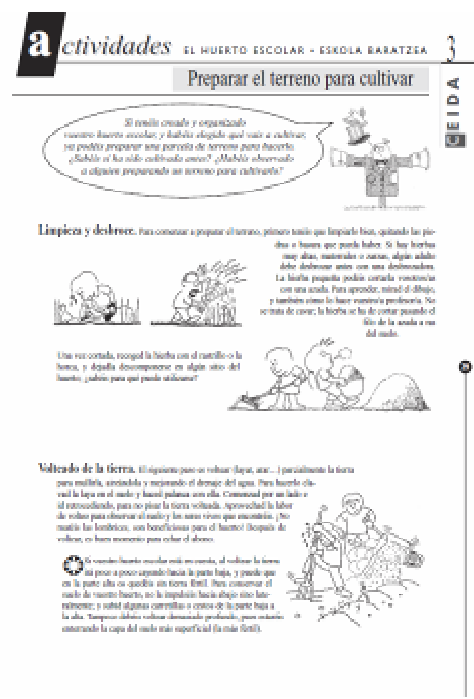 actividades EL HUERTO ESCOLAR - ESKOLA BARATZEA 3
Preparar el terreno para cultivar
CEIDA
Si tenéis creado y organizado
vuestro huerto escolar, y habéis elegido qué vais a cultivar,
ya podéis preparar una parcela de terreno para hacerlo.
¿Sabéis si ha sido cultivada antes? ¿Habéis observado
a alguien preparando un terreno para cultivarlo?
Limpieza y desbroce. Para comenzar a preparar el terreno, primero tenéis que limpiarlo bien, quitando las pie-
dras o basura que pueda haber. Si hay hierbas
muy altas, matorrales o zarzas, algún adulto
debe desbrozar antes con una desbrozadora.
La hierba pequeña podéis cortarla vosotros/as
con una azada. Para aprender, mirad el dibujo,
y también cómo lo hace vuestro/a profesor/a. No
se trata de cavar; la hierba se ha de cortar pasando el
filo de la azada a ras
del suelo.
Una vez cortada, recoged la hierba con el rastrillo o la
horca, y dejadla descomponerse en algún sitio del
huerto, ¿sabéis para qué puede utilizarse?
Volteado de la tierra. El siguiente paso es voltear (layar, arar...) parcialmente la tierra
para mullirla, aireándola y mejorando el drenaje del agua. Para hacerlo cla-
vad la laya en el suelo y haced palanca con ella. Comenzad por un lado e
id retrocediendo, para no pisar la tierra volteada. Aprovechad la labor
de volteo para observar el suelo y los seres vivos que encontréis. ¡No
matéis las lombrices, son beneficiosas para el huerto! Después de
voltear, es buen momento para echar el abono.
Si vuestro huerto escolar está en cuesta, al voltear la tierra
irá poco a poco cayendo hacia la parte baja, y puede que
en la parte alta os quedéis sin tierra fértil. Para conservar el
suelo de vuestro huerto, no la impulséis hacia abajo sino late-
ralmente; y subid algunas carretillas o cestos de la parte baja a
la alta. Tampoco debéis voltear demasiado profundo, pues estaréis
enterrando la capa del suelo más superficial (la más fértil).